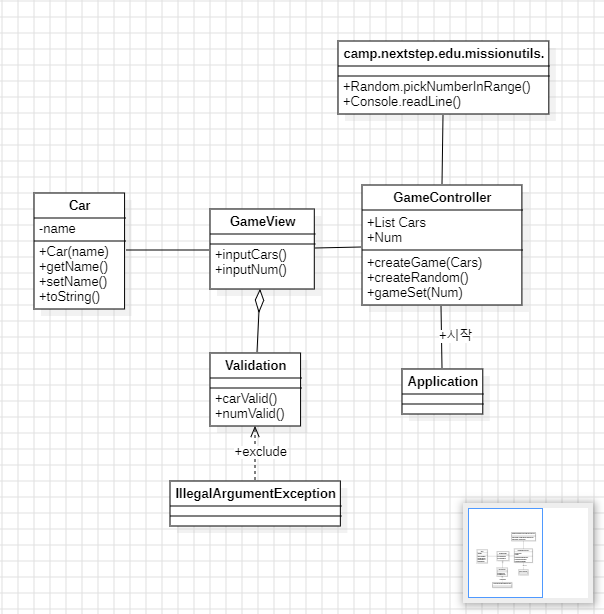 camp.nextstep.edu.missionutils.
+Random.pickNumberInRange()
+Console.readLine()
Car
-name
+Car(name)
+getName()
+setName()
+toString()
GameView
+inputCars()
+inputNum()
GameController
+List Cars
+Num
+createGame(Cars)
+createRandom()
+gameSet(Num)
+시작
Validation
+carValid()
+numValid()
Application
+exclude
IllegalArgumentException